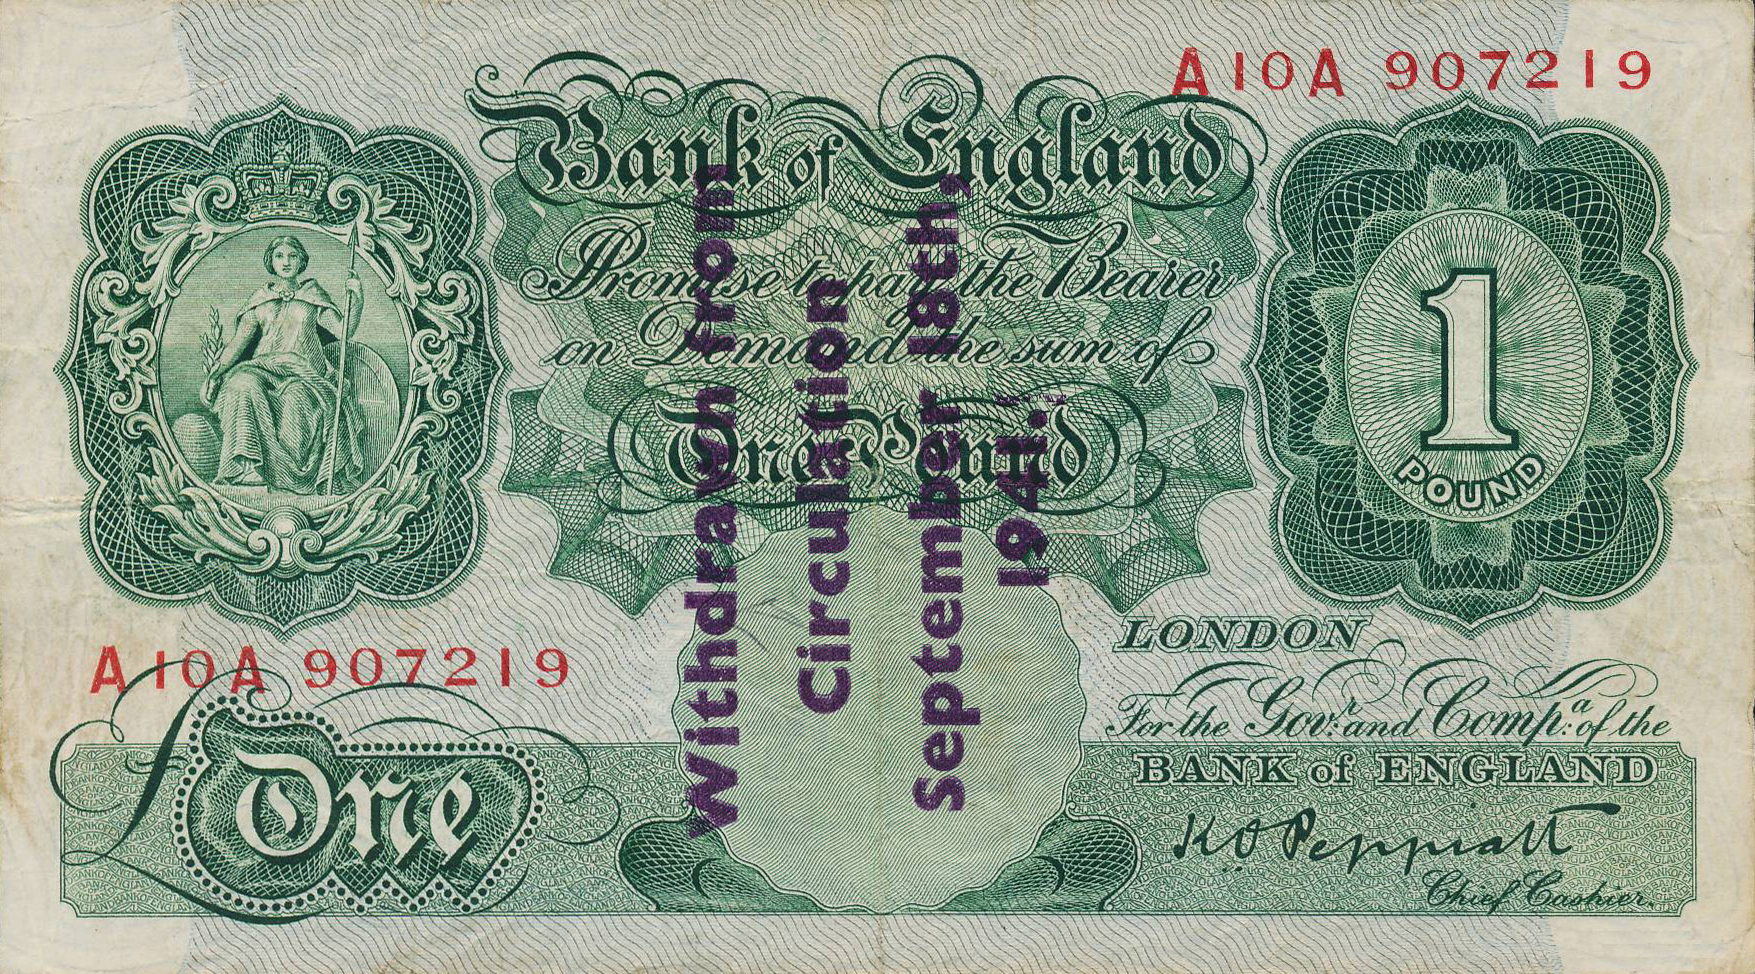 A10A 907219
Bank of England
Promise to pay the Bearer
on Demand the sum of
One Pound
1
POUND
A10A 907219
£One
LONDON
For the Gov.r and Comp.a of the
BANK of ENGLAND
K O Peppiatt
Chief Cashier.
Withdrawn from
Circulation
September 18th,
1941.